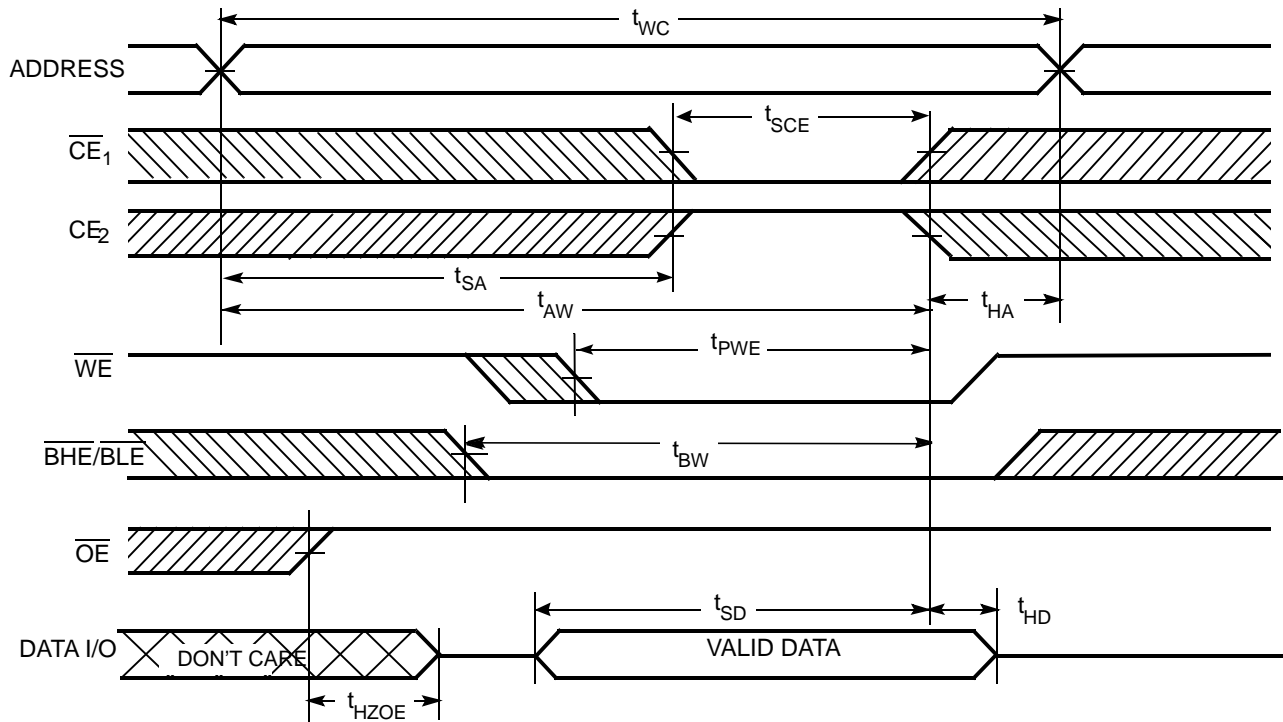 tWC
ADDRESS
tSCE
CE1
CE2
tSA
tAW
tHA
tPWE
WE
BHE/BLE
tBW
OE
tSD
tHD
DATA I/O
DON'T CARE
VALID DATA
tHZOE